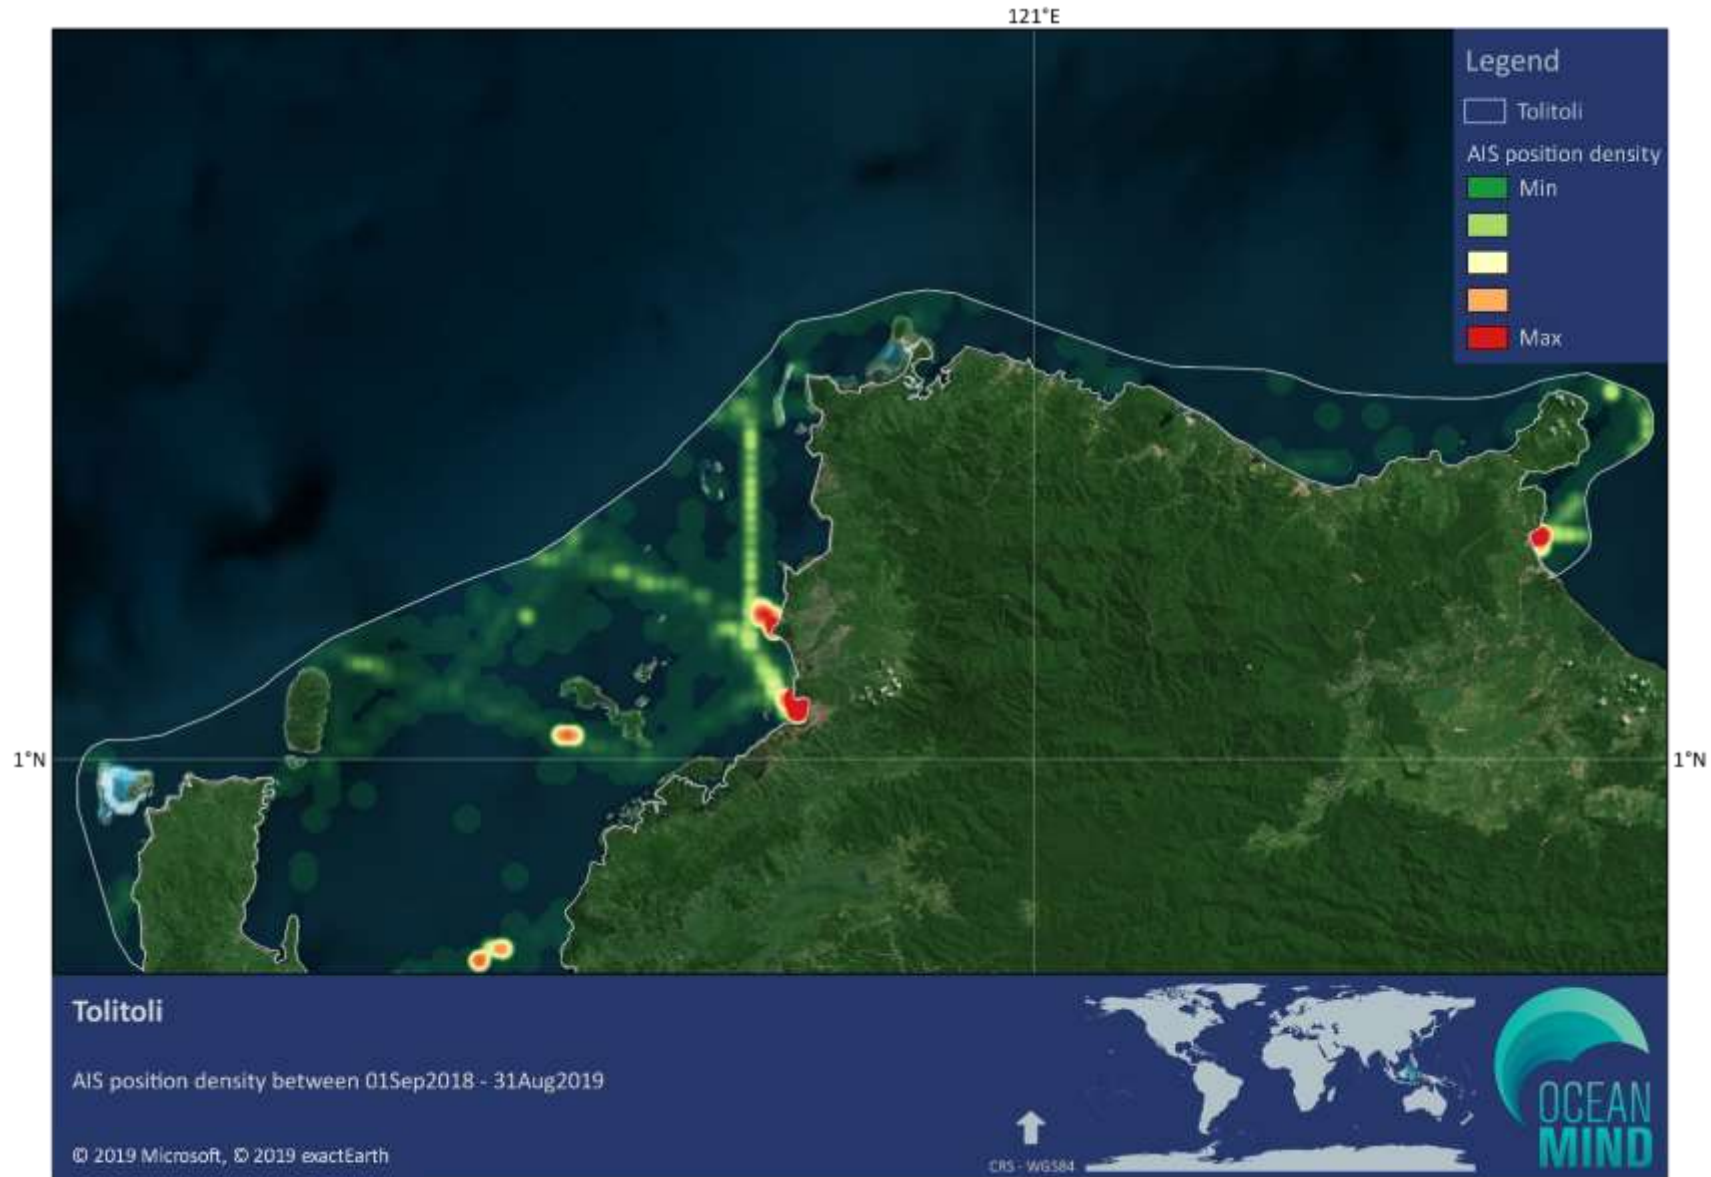 121°E
Legend
Tolitoli
AIS position density
Min
Max
1°N
1°N
Tolitoli
AIS position density between 01Sep2018 - 31Aug2019
© 2019 Microsoft, © 2019 exactEarth
CRS - WGS84
OCEAN
MIND